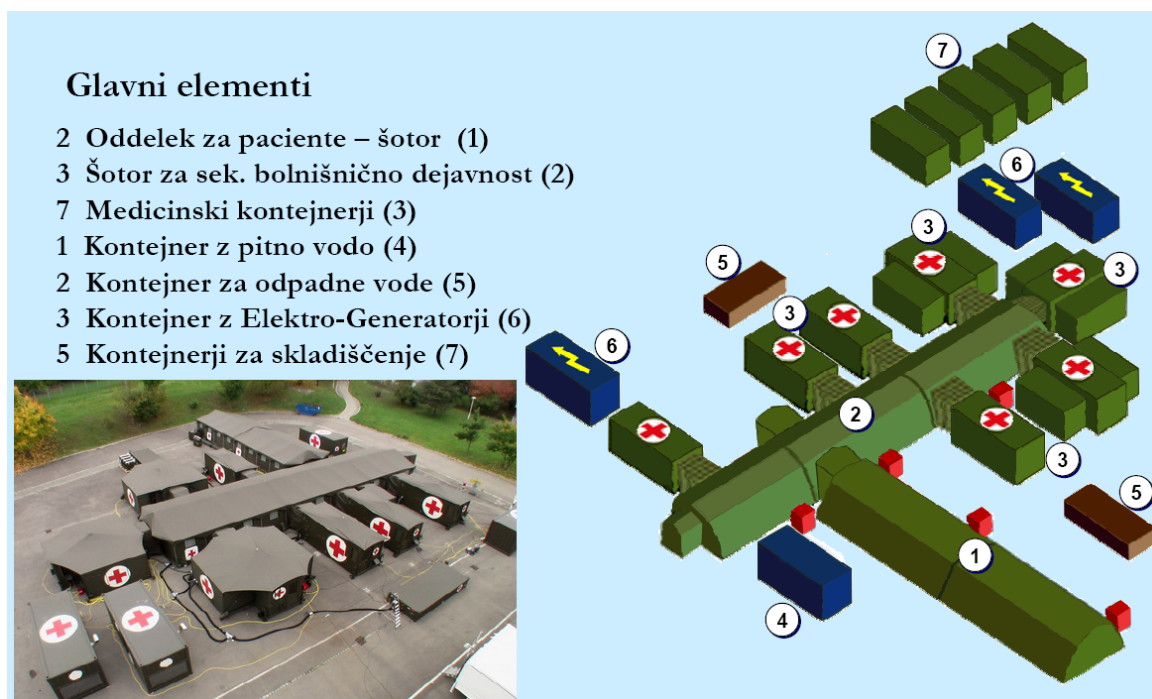 Glavni elementi
2 Oddelek za paciente – šotor (1)
3 Šotor za sek. bolnišnično dejavnost (2)
7 Medicinski kontejnerji (3)
1 Kontejner z pitno vodo (4)
2 Kontejner za odpadne vode (5)
3 Kontejner z Elektro-Generatorji (6)
5 Kontejnerji za skladiščenje (7)
7
6
3
3
5
3
6
2
3
5
1
4